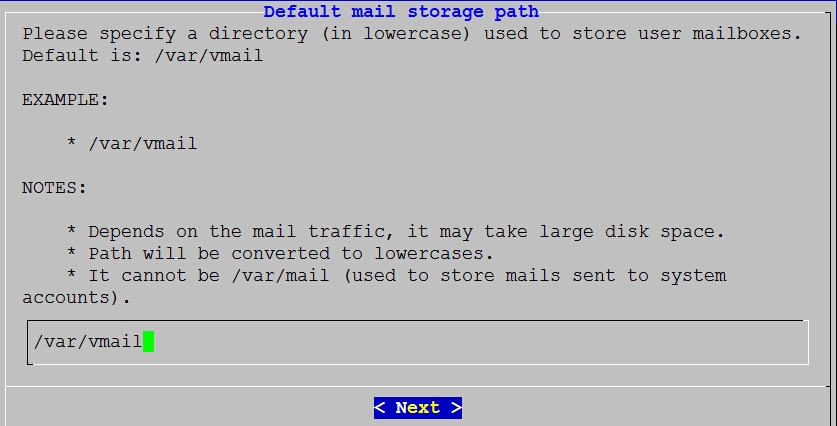 Default mail storage path
Please specify a directory (in lowercase) used to store user mailboxes.
Default is: /var/vmail
EXAMPLE:
* /var/vmail
NOTES:
* Depends on the mail traffic, it may take large disk space.
* Path will be converted to lowercases.
* It cannot be /var/mail (used to store mails sent to system
accounts).
/var/vmail
< Next >